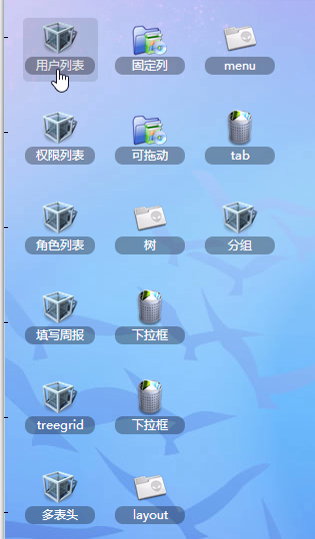 用户列表
固定列
menu
权限列表
可拖动
tab
角色列表
树
分组
填写周报
下拉框
treegrid
下拉框
多表头
layout